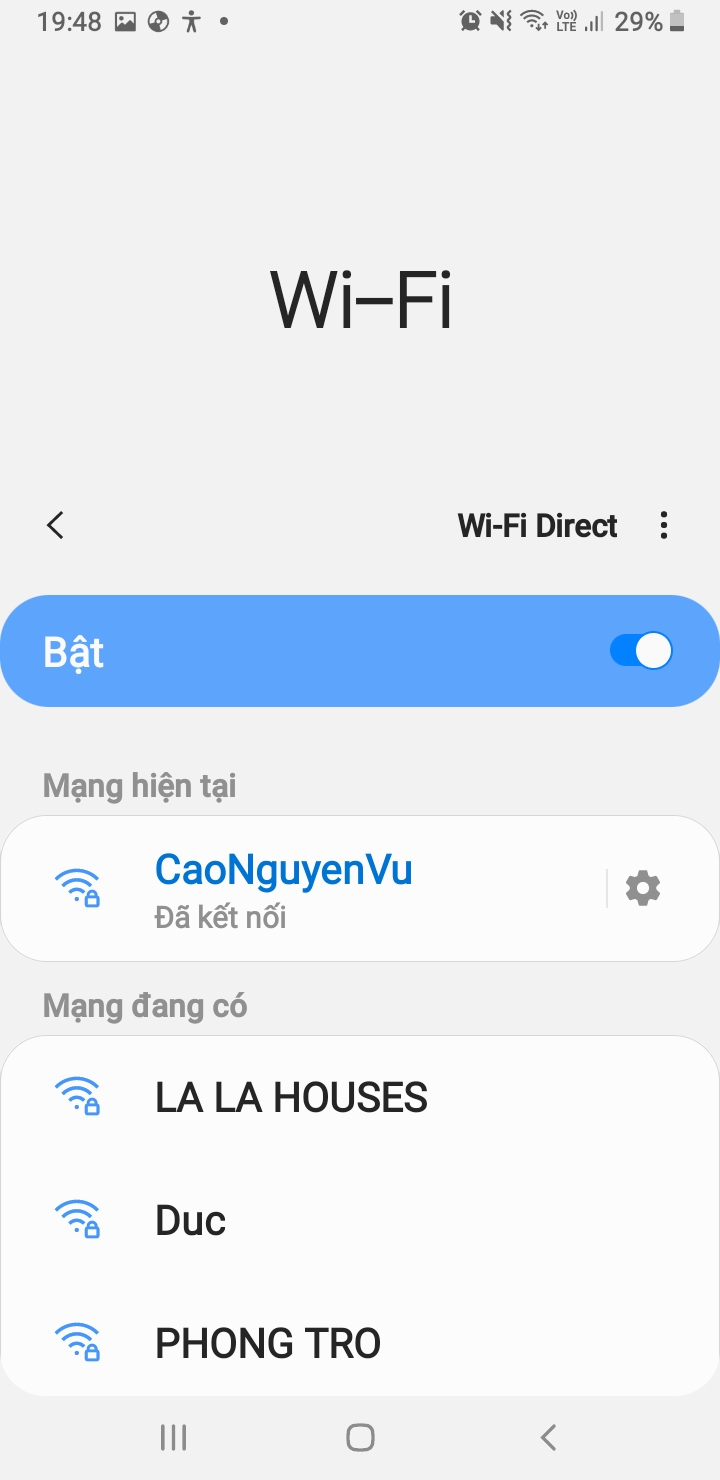 19:48
Vo)) LTE
29%
Wi-Fi
Wi-Fi Direct
Bật
Mạng hiện tại
CaoNguyenVu
Đã kết nối
Mạng đang có
LA LA HOUSES
Duc
PHONG TRO